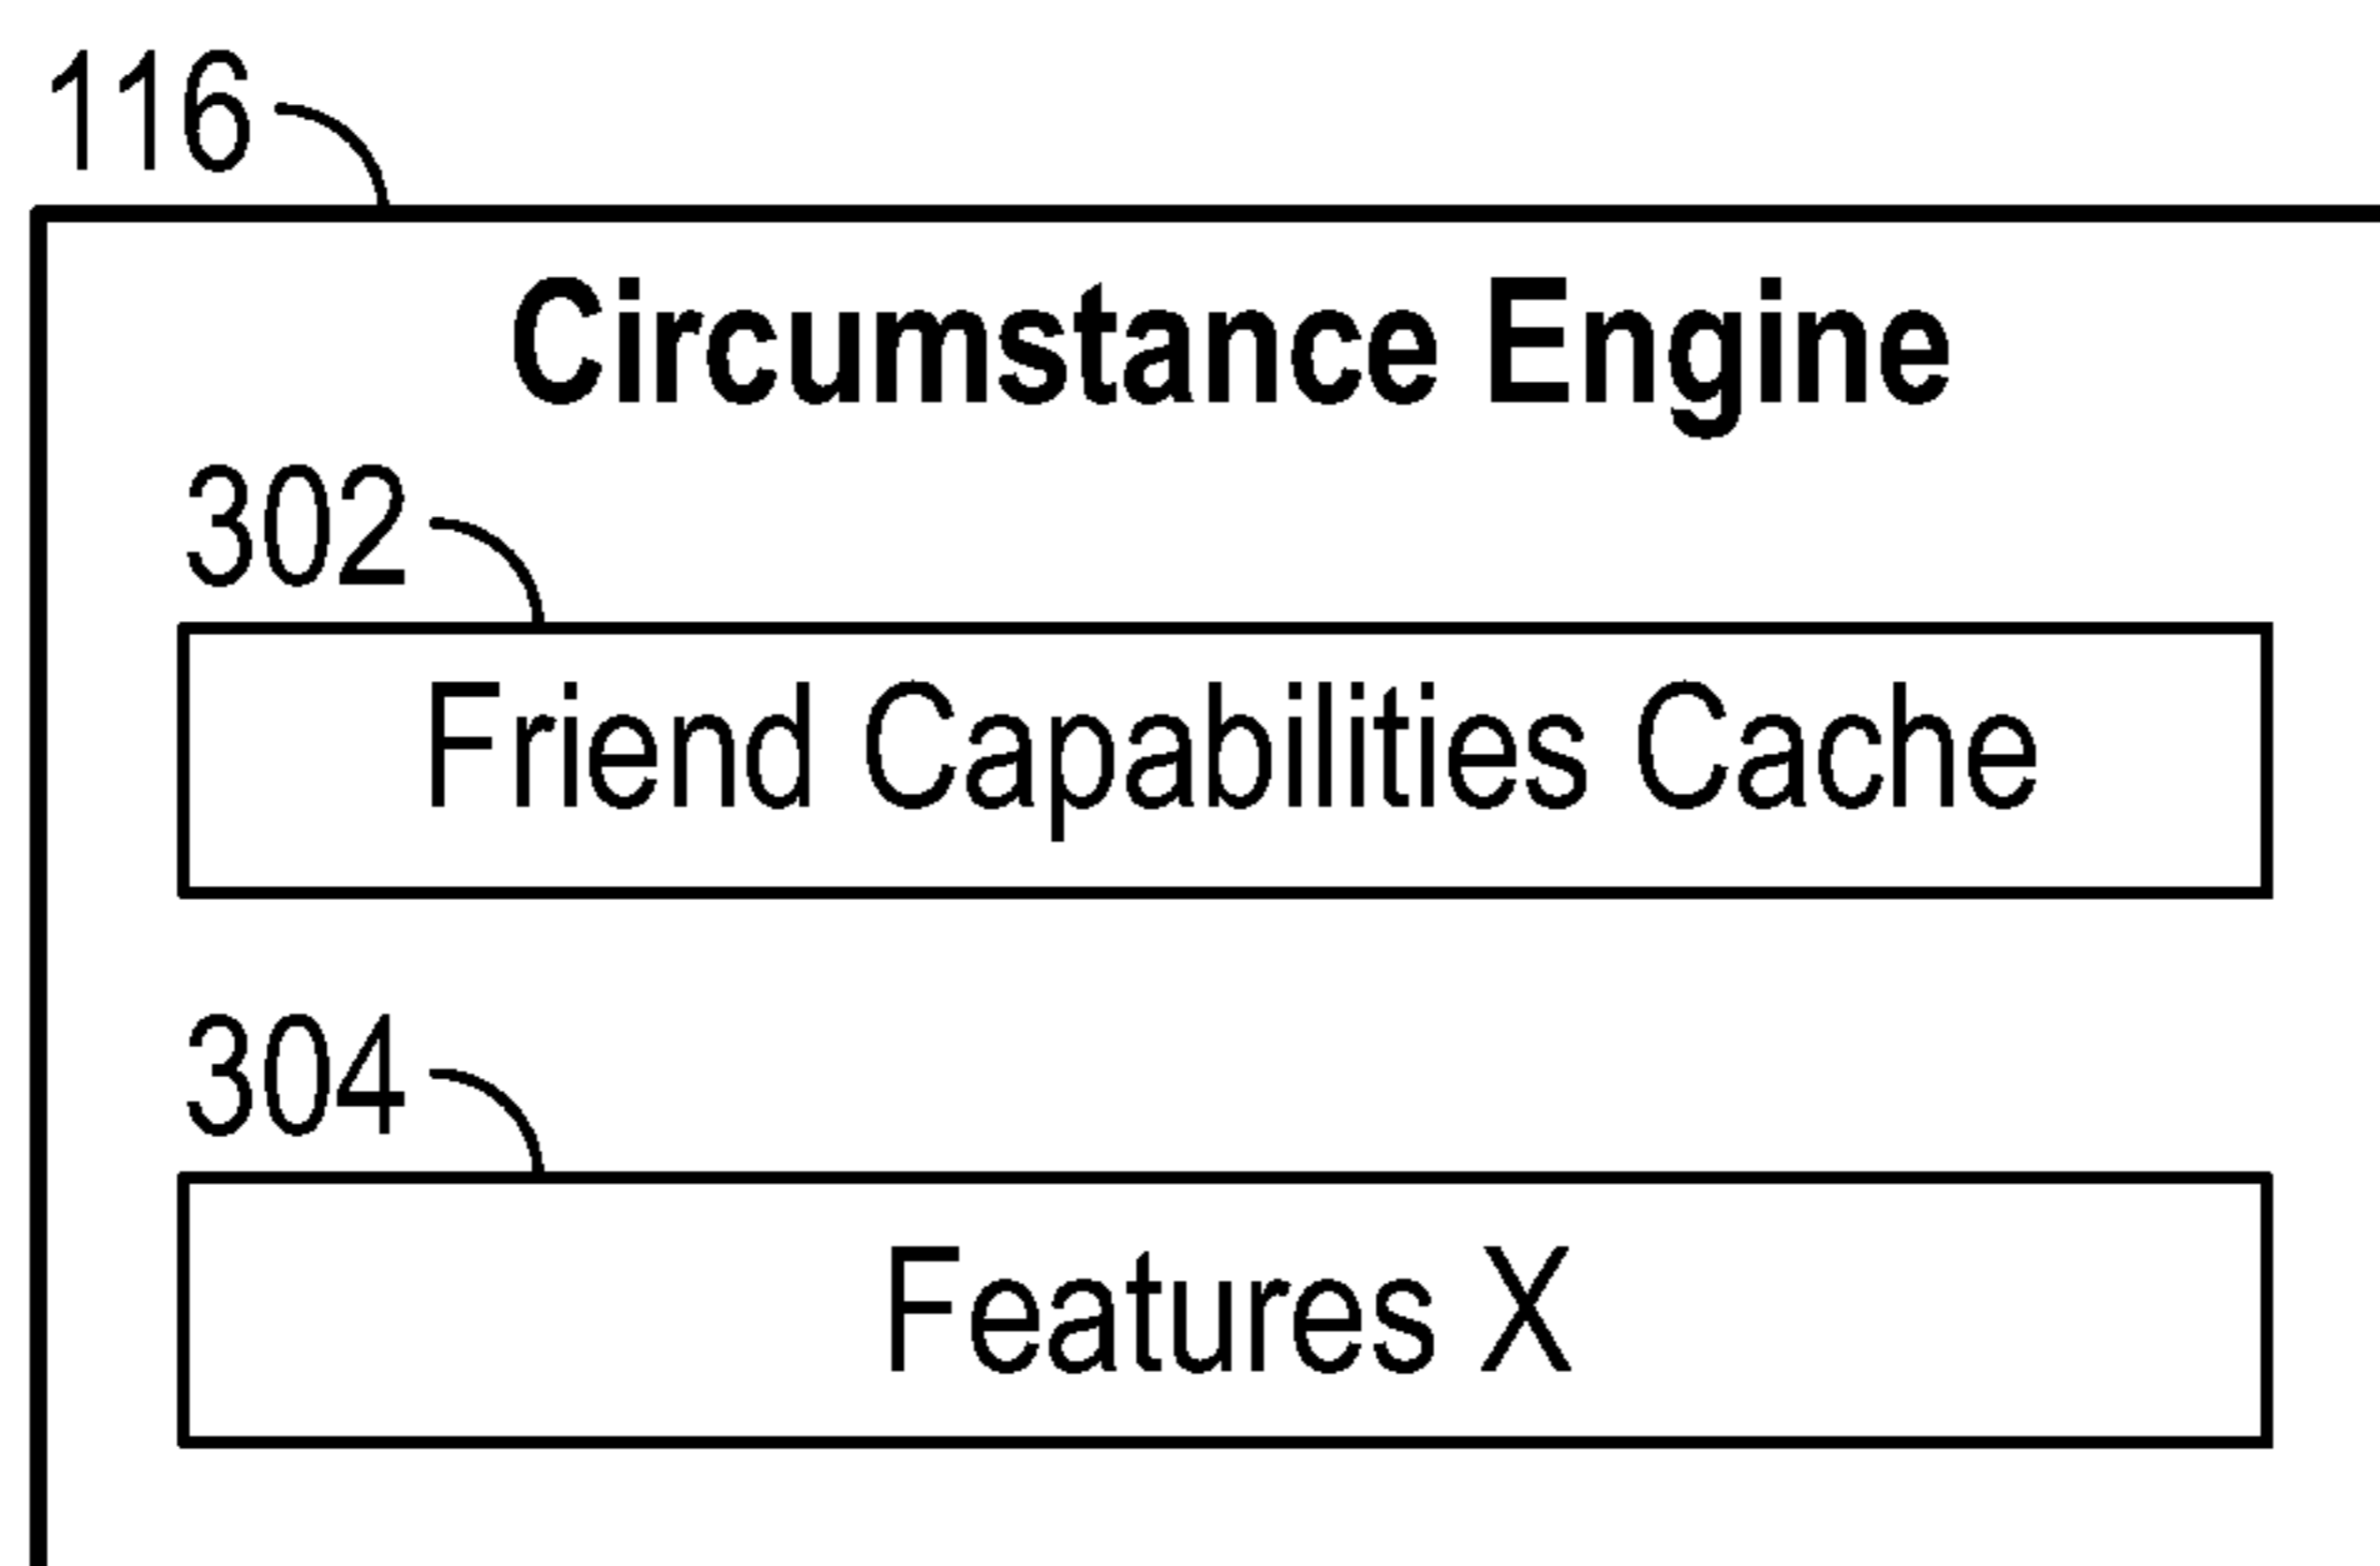 116
Circumstance Engine
302
Friend Capabilities Cache
304
Features X